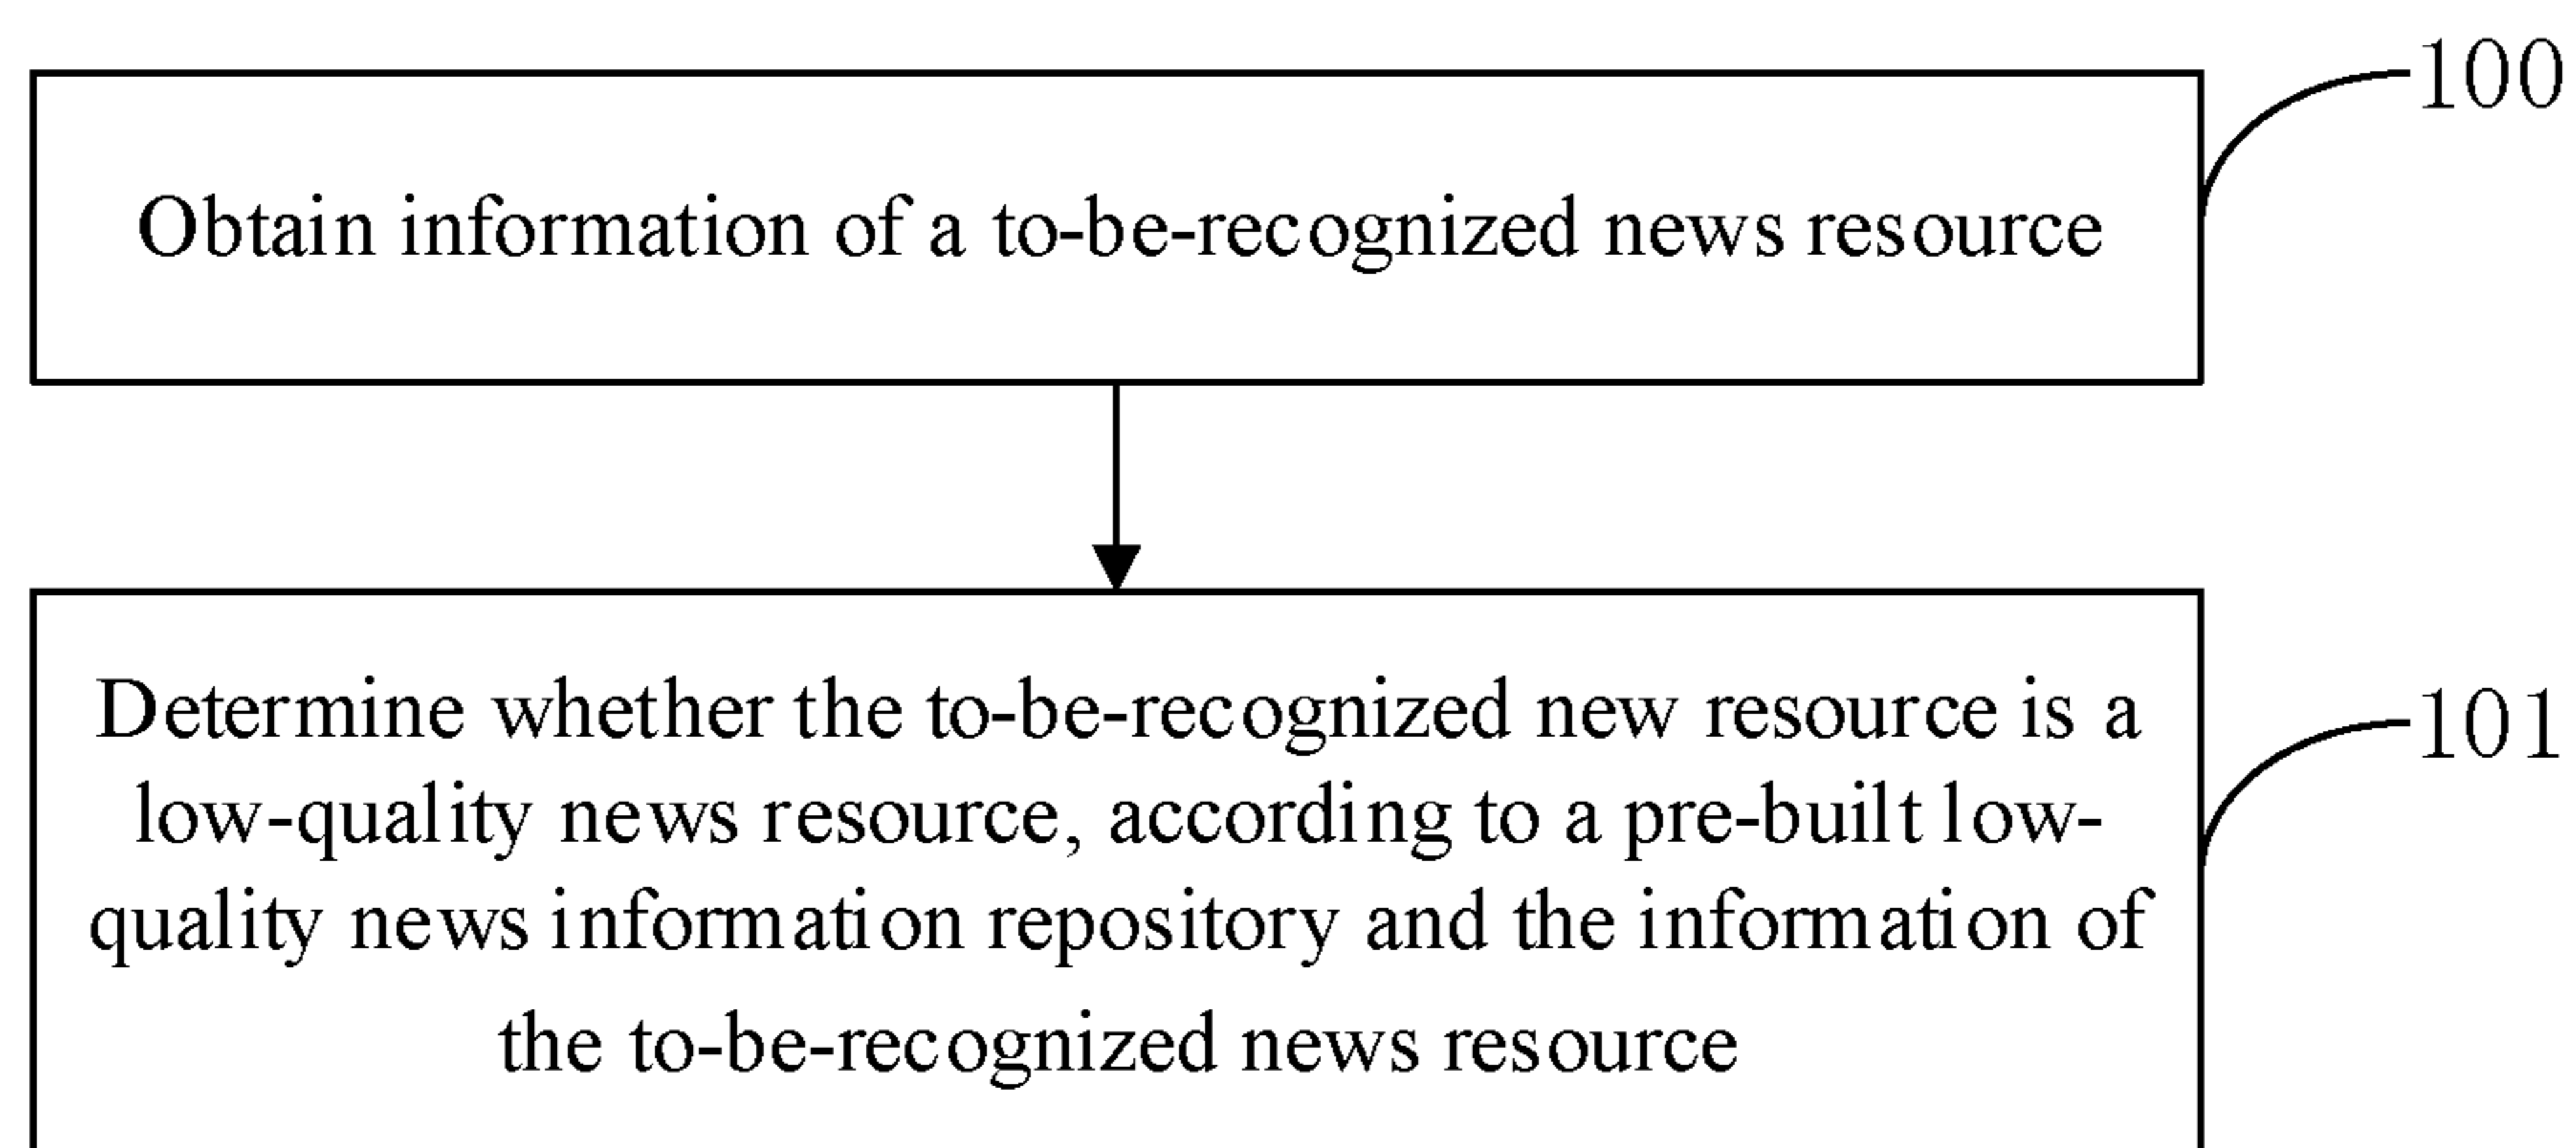 100
Obtain information of a to-be-recognized news resource
Determine whether the to-be-recognized new resource is a
101
low-quality news resource, according to a pre-built low-
quality news information repository and the information of
the to-be-recognized news resource